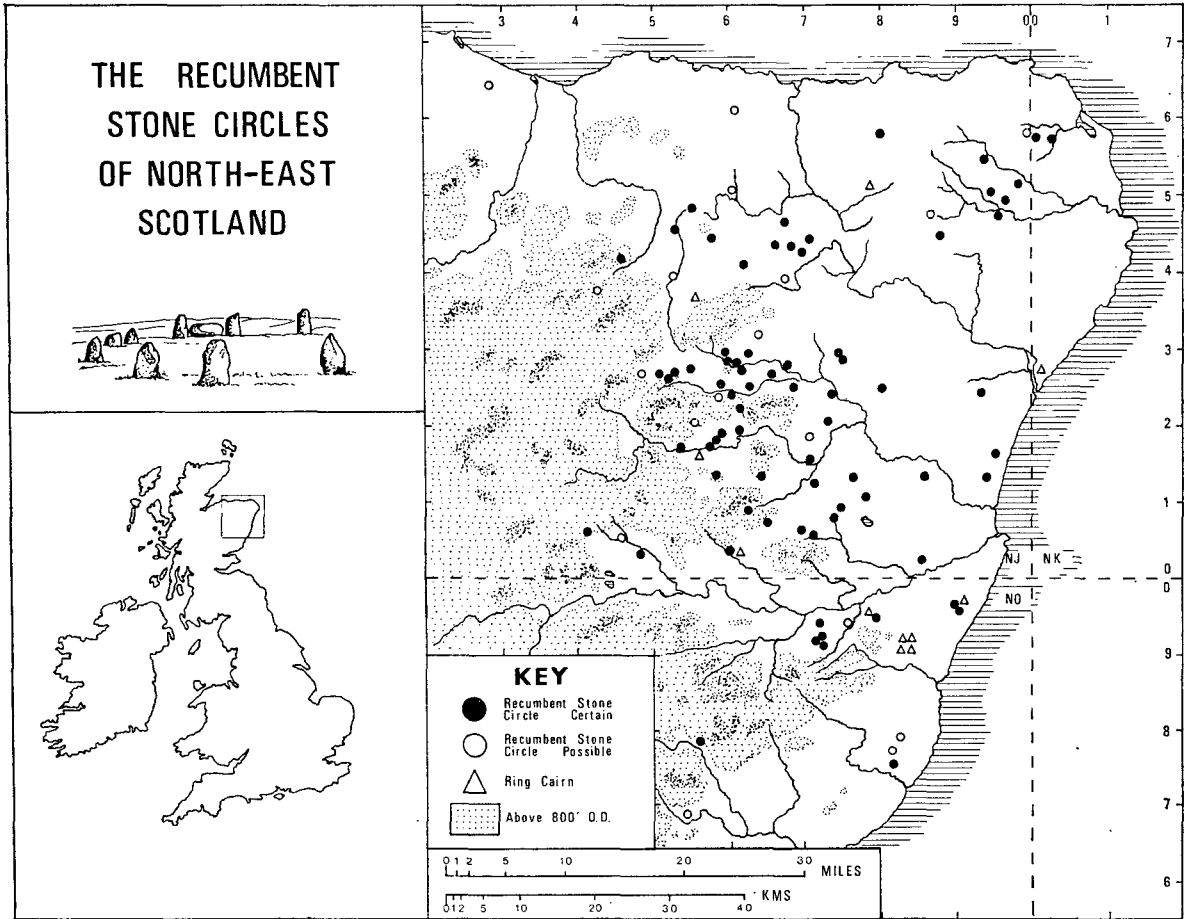 THE RECUMBENT
STONE CIRCLES
OF NORTH-EAST
SCOTLAND
3 4 5 6 7 8 9 00 1
7
6
5
4
3
2
1
0
0
9
8
7
6
NJ NK
NO
KEY
Recumbent Stone
Circle Certain
Recumbent Stone
Circle Possible
Ring Cairn
Above 800' O.D.
0 1 2 5 10 20 30 MILES
0 1 2 5 10 20 30 40 KMS